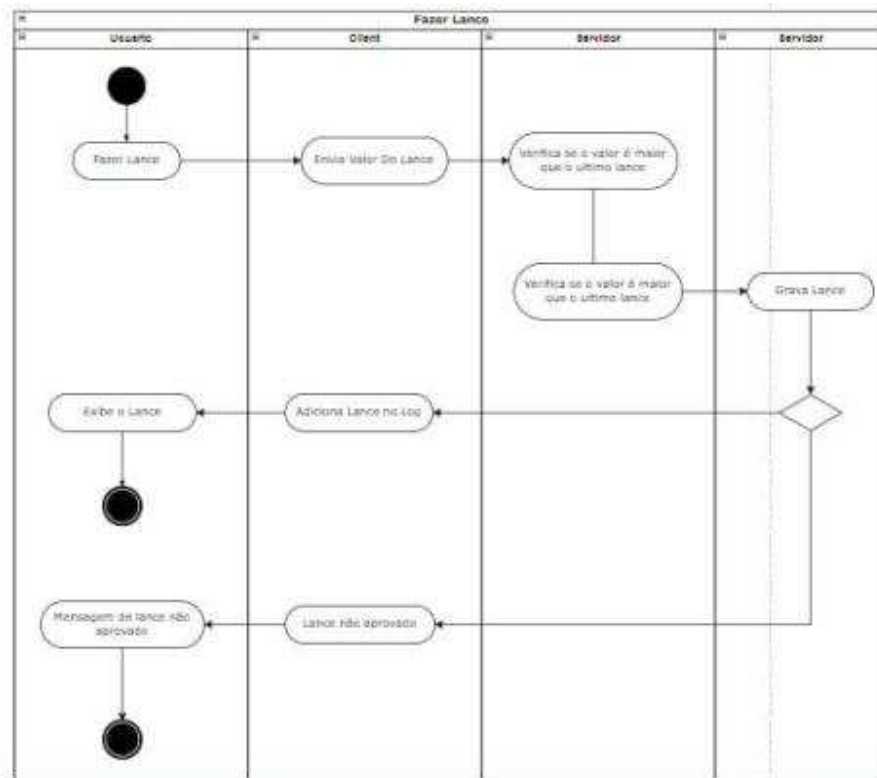 Fazer Lance
Usuario
Client
Servidor
Servidor
Fazer Lance
Envia Valor Do Lance
Verifica se o valor é maior
que o ultimo lance
Verifica se o valor é maior
que o ultimo lance
Grava Lance
Exibe o Lance
Adiciona Lance no Log
Mensagem de lance não
aprovado
Lance não aprovado